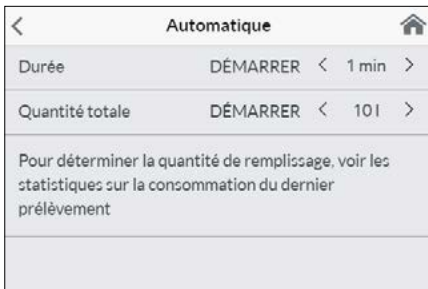 Automatique
Durée DÉMARRER < 1 min >
Quantité totale DÉMARRER < 10 l >
Pour déterminer la quantité de remplissage, voir les
statistiques sur la consommation du dernier
prélèvement